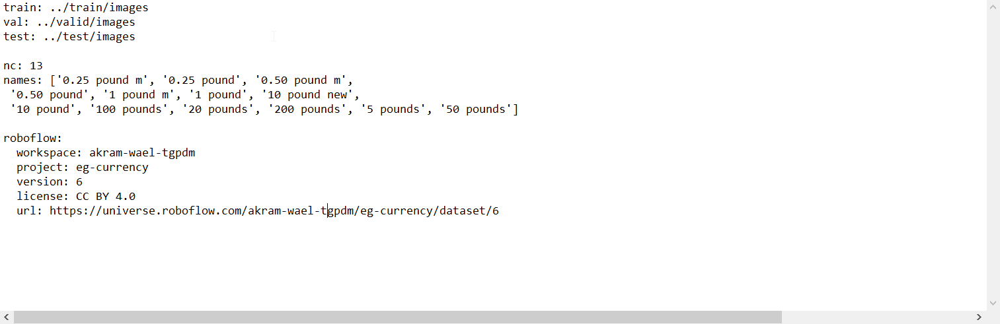 train: ../train/images
val: ../valid/images
test: ../test/images
nc: 13
names: ['0.25 pound m', '0.25 pound', '0.50 pound m',
'0.50 pound', '1 pound m', '1 pound', '10 pound new',
'10 pound', '100 pounds', '20 pounds', '200 pounds', '5 pounds', '50 pounds']
roboflow:
workspace: akram-wael-tgpdm
project: eg-currency
version: 6
license: CC BY 4.0
url: https://universe.roboflow.com/akram-wael-tgpdm/eg-currency/dataset/6